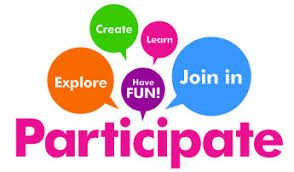 Create
Learn
Explore
Have
FUN!
Join in
Participate